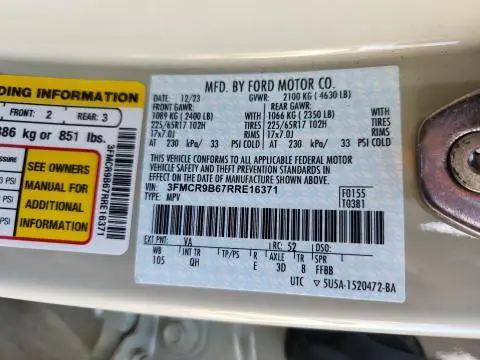 DING INFORMATION
FRONT: 2 REAR: 3
386 kg or 851 lbs.
SEE OWNERS
MANUAL FOR
ADDITIONAL
INFORMATION
3FMCR9B67RRE16371
MFD. BY FORD MOTOR CO.
DATE: 12/23 GVWR: 2100 KG (4630 LB)
FRONT GAWR: REAR GAWR:
1089 KG (2400 LB) WITH 1066 KG (2350 LB) WITH
225/65R17 102H TIRES 225/65R17 102H TIRES
17x7.0J RIMS 17x7.0J RIMS
AT 230 kPa/ 33 PSI COLD AT 230 kPa/ 33 PSI COLD
THIS VEHICLE CONFORMS TO ALL APPLICABLE FEDERAL MOTOR
VEHICLE SAFETY AND THEFT PREVENTION STANDARDS IN EFFECT
ON THE DATE OF MANUFACTURE SHOWN ABOVE.
VIN: 3FMCR9B67RRE16371 F0155
TYPE: MPV T0381
EXT PNT: VA RC: 52 DSO:
WB INT TR TP/PS R AXLE TR SPR
105 QH E 3D 8 FFBB
UTC 5U5A-1520472-BA